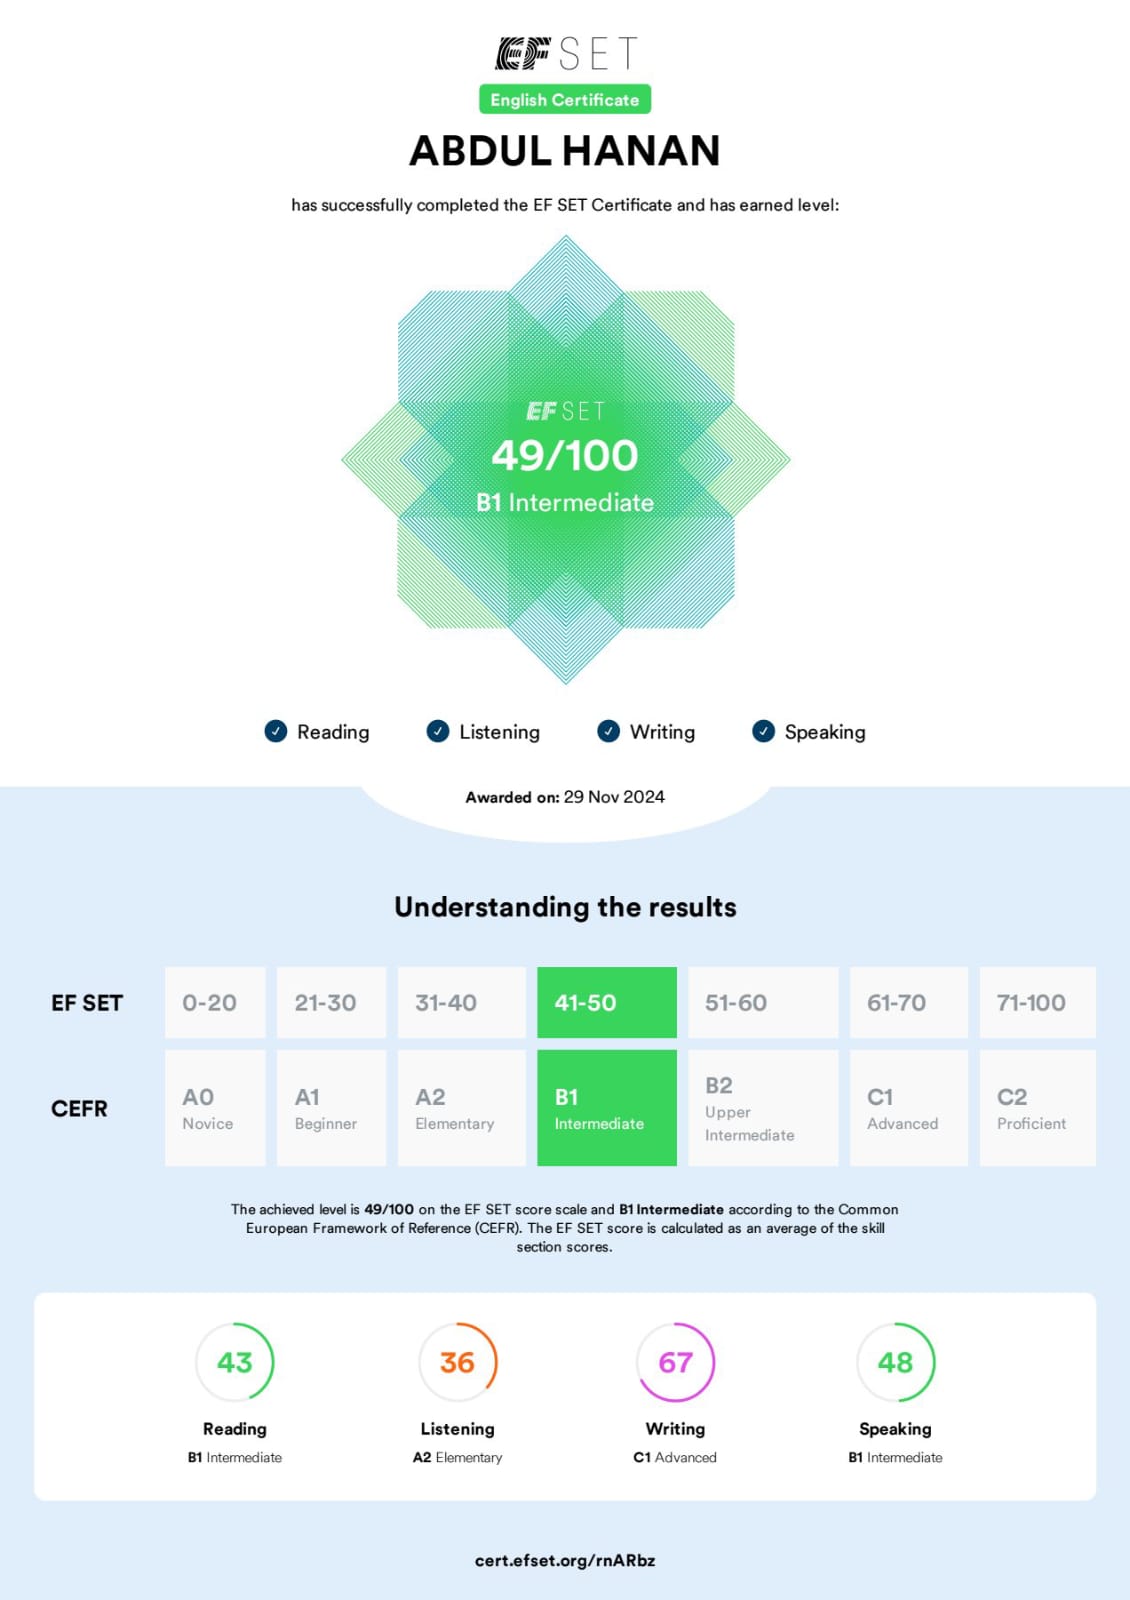 EF SET
English Certificate
ABDUL HANAN
has successfully completed the EF SET Certificate and has earned level:
EF SET
49/100
B1 Intermediate
Reading Listening Writing Speaking
Awarded on: 29 Nov 2024
Understanding the results
EF SET 0-20 21-30 31-40 41-50 51-60 61-70 71-100
CEFR A0 A1 A2 B1 B2 C1 C2
Novice Beginner Elementary Intermediate Upper Intermediate Advanced Proficient
The achieved level is 49/100 on the EF SET score scale and B1 Intermediate according to the Common
European Framework of Reference (CEFR). The EF SET score is calculated as an average of the skill
section scores.
43 36 67 48
Reading Listening Writing Speaking
B1 Intermediate A2 Elementary C1 Advanced B1 Intermediate
cert.efset.org/rnARbz